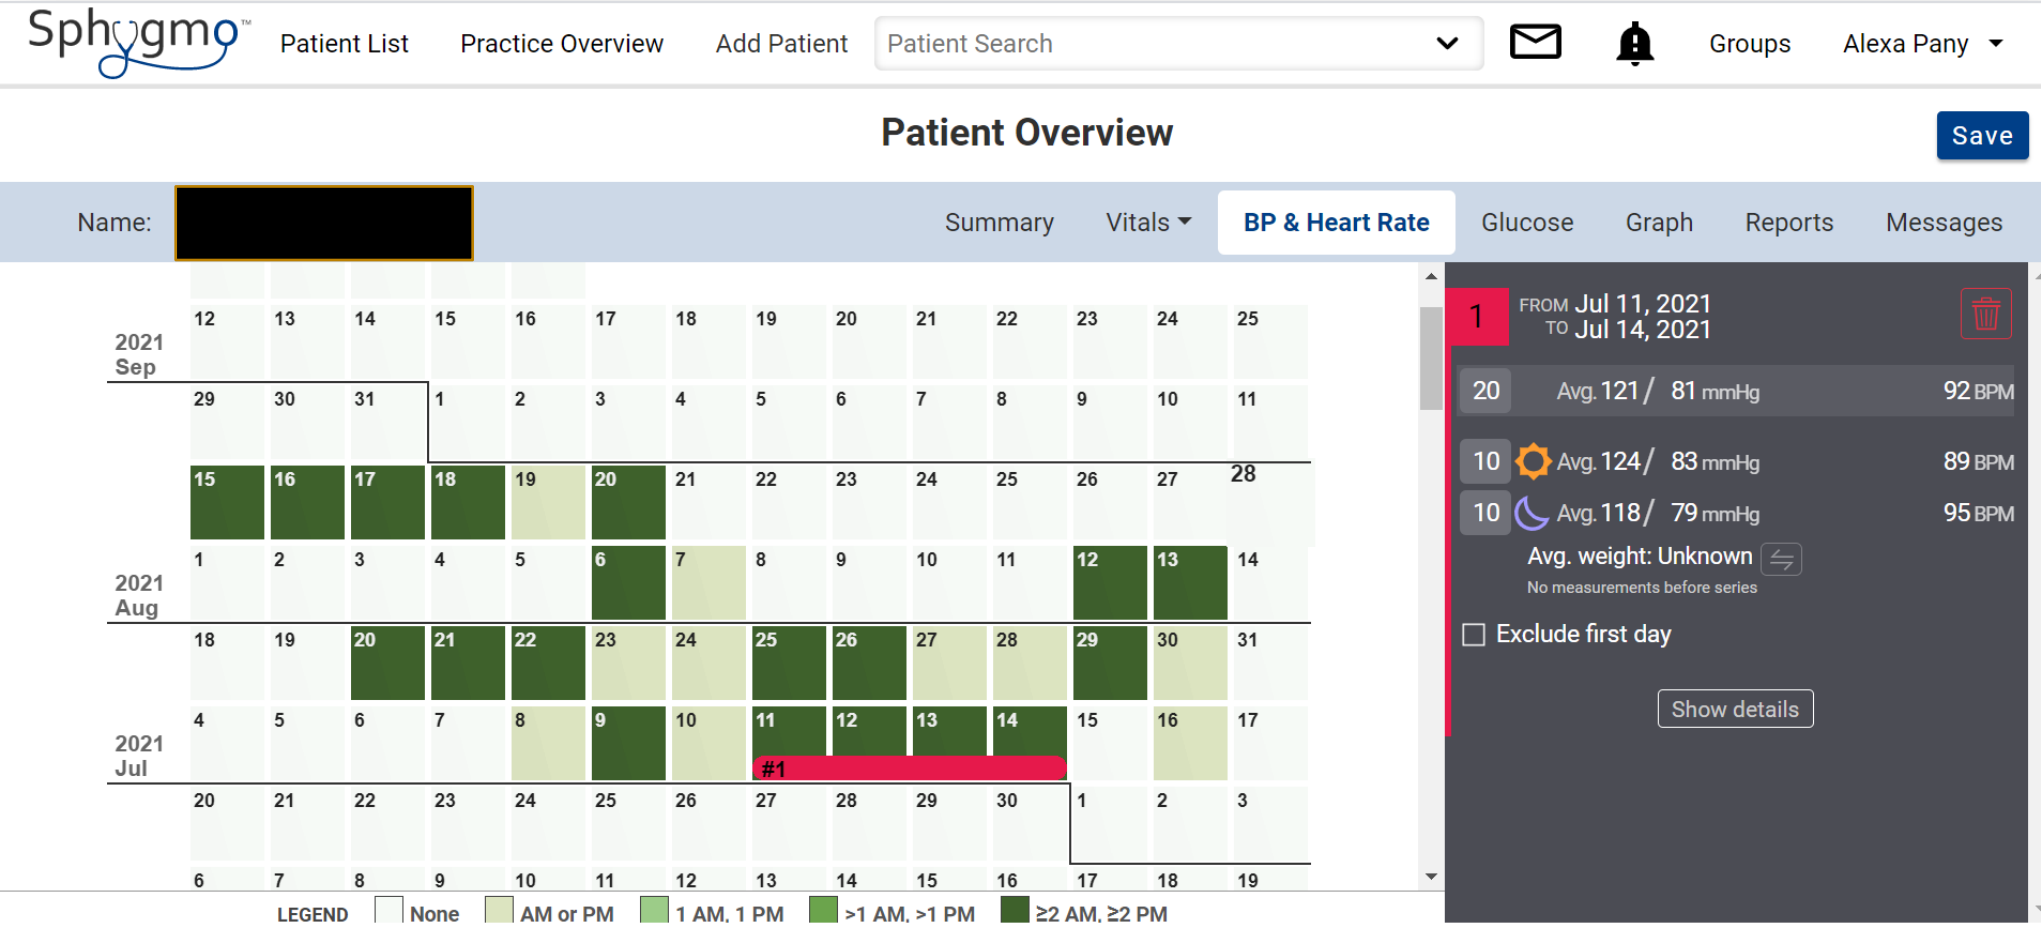 Sphygmo™ Patient List Practice Overview Add Patient Patient Search Groups Alexa Pany
Patient Overview
Save
Name: Summary Vitals BP & Heart Rate Glucose Graph Reports Messages
12 13 14 15 16 17 18 19 20 21 22 23 24 25
2021
Sep
29 30 31 1 2 3 4 5 6 7 8 9 10 11
15 16 17 18 19 20 21 22 23 24 25 26 27 28
1 2 3 4 5 6 7 8 9 10 11 12 13 14
2021
Aug
18 19 20 21 22 23 24 25 26 27 28 29 30 31
4 5 6 7 8 9 10 11 12 13 14 15 16 17
2021
Jul
#1
20 21 22 23 24 25 26 27 28 29 30 1 2 3
6 7 8 9 10 11 12 13 14 15 16 17 18 19
LEGEND None AM or PM 1 AM, 1 PM >1 AM, >1 PM ≥2 AM, ≥2 PM
1 FROM Jul 11, 2021
TO Jul 14, 2021
20 Avg. 121/ 81 mmHg 92 BPM
10 Avg. 124/ 83 mmHg 89 BPM
10 Avg. 118/ 79 mmHg 95 BPM
Avg. weight: Unknown
No measurements before series
Exclude first day
Show details